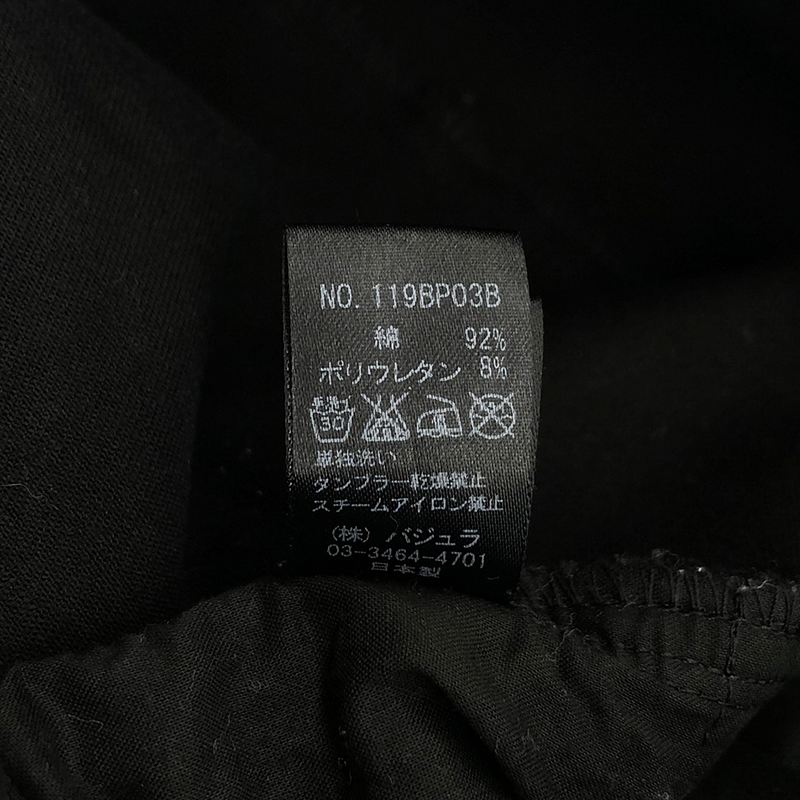 NO. 119BP03B
綿 92%
ポリウレタン 8%
30
単独洗い
タンブラー乾燥禁止
スチームアイロン禁止
(株) バジュラ
03-3464-4701
日本製